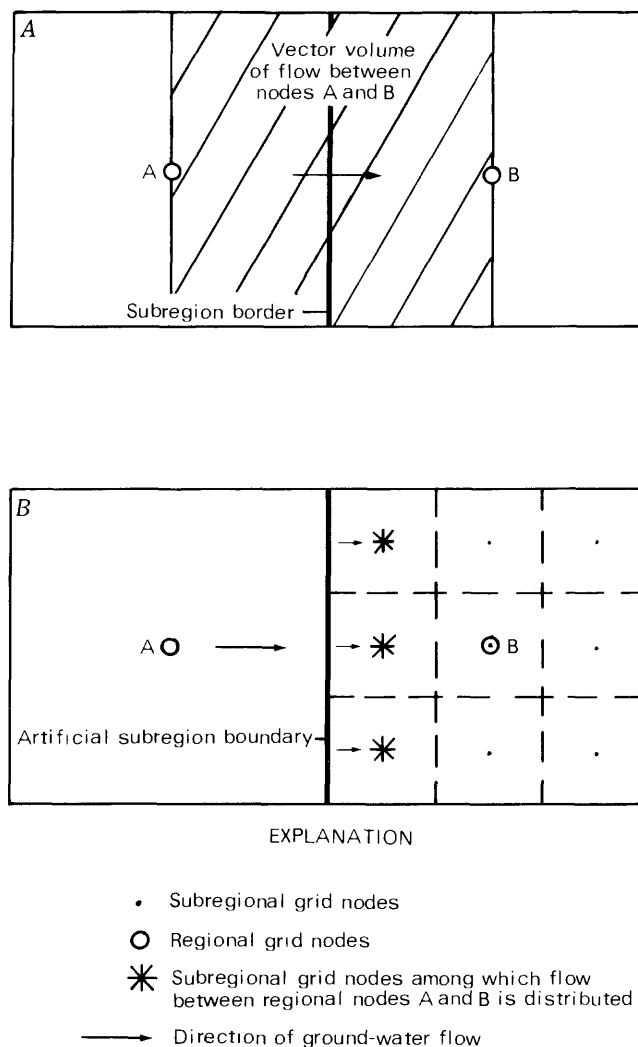 A
Vector volume
of flow between
nodes A and B
A
B
Subregion border
B
A
B
Artificial subregion boundary
EXPLANATION
Subregional grid nodes
Regional grid nodes
Subregional grid nodes among which flow
between regional nodes A and B is distributed
Direction of ground-water flow